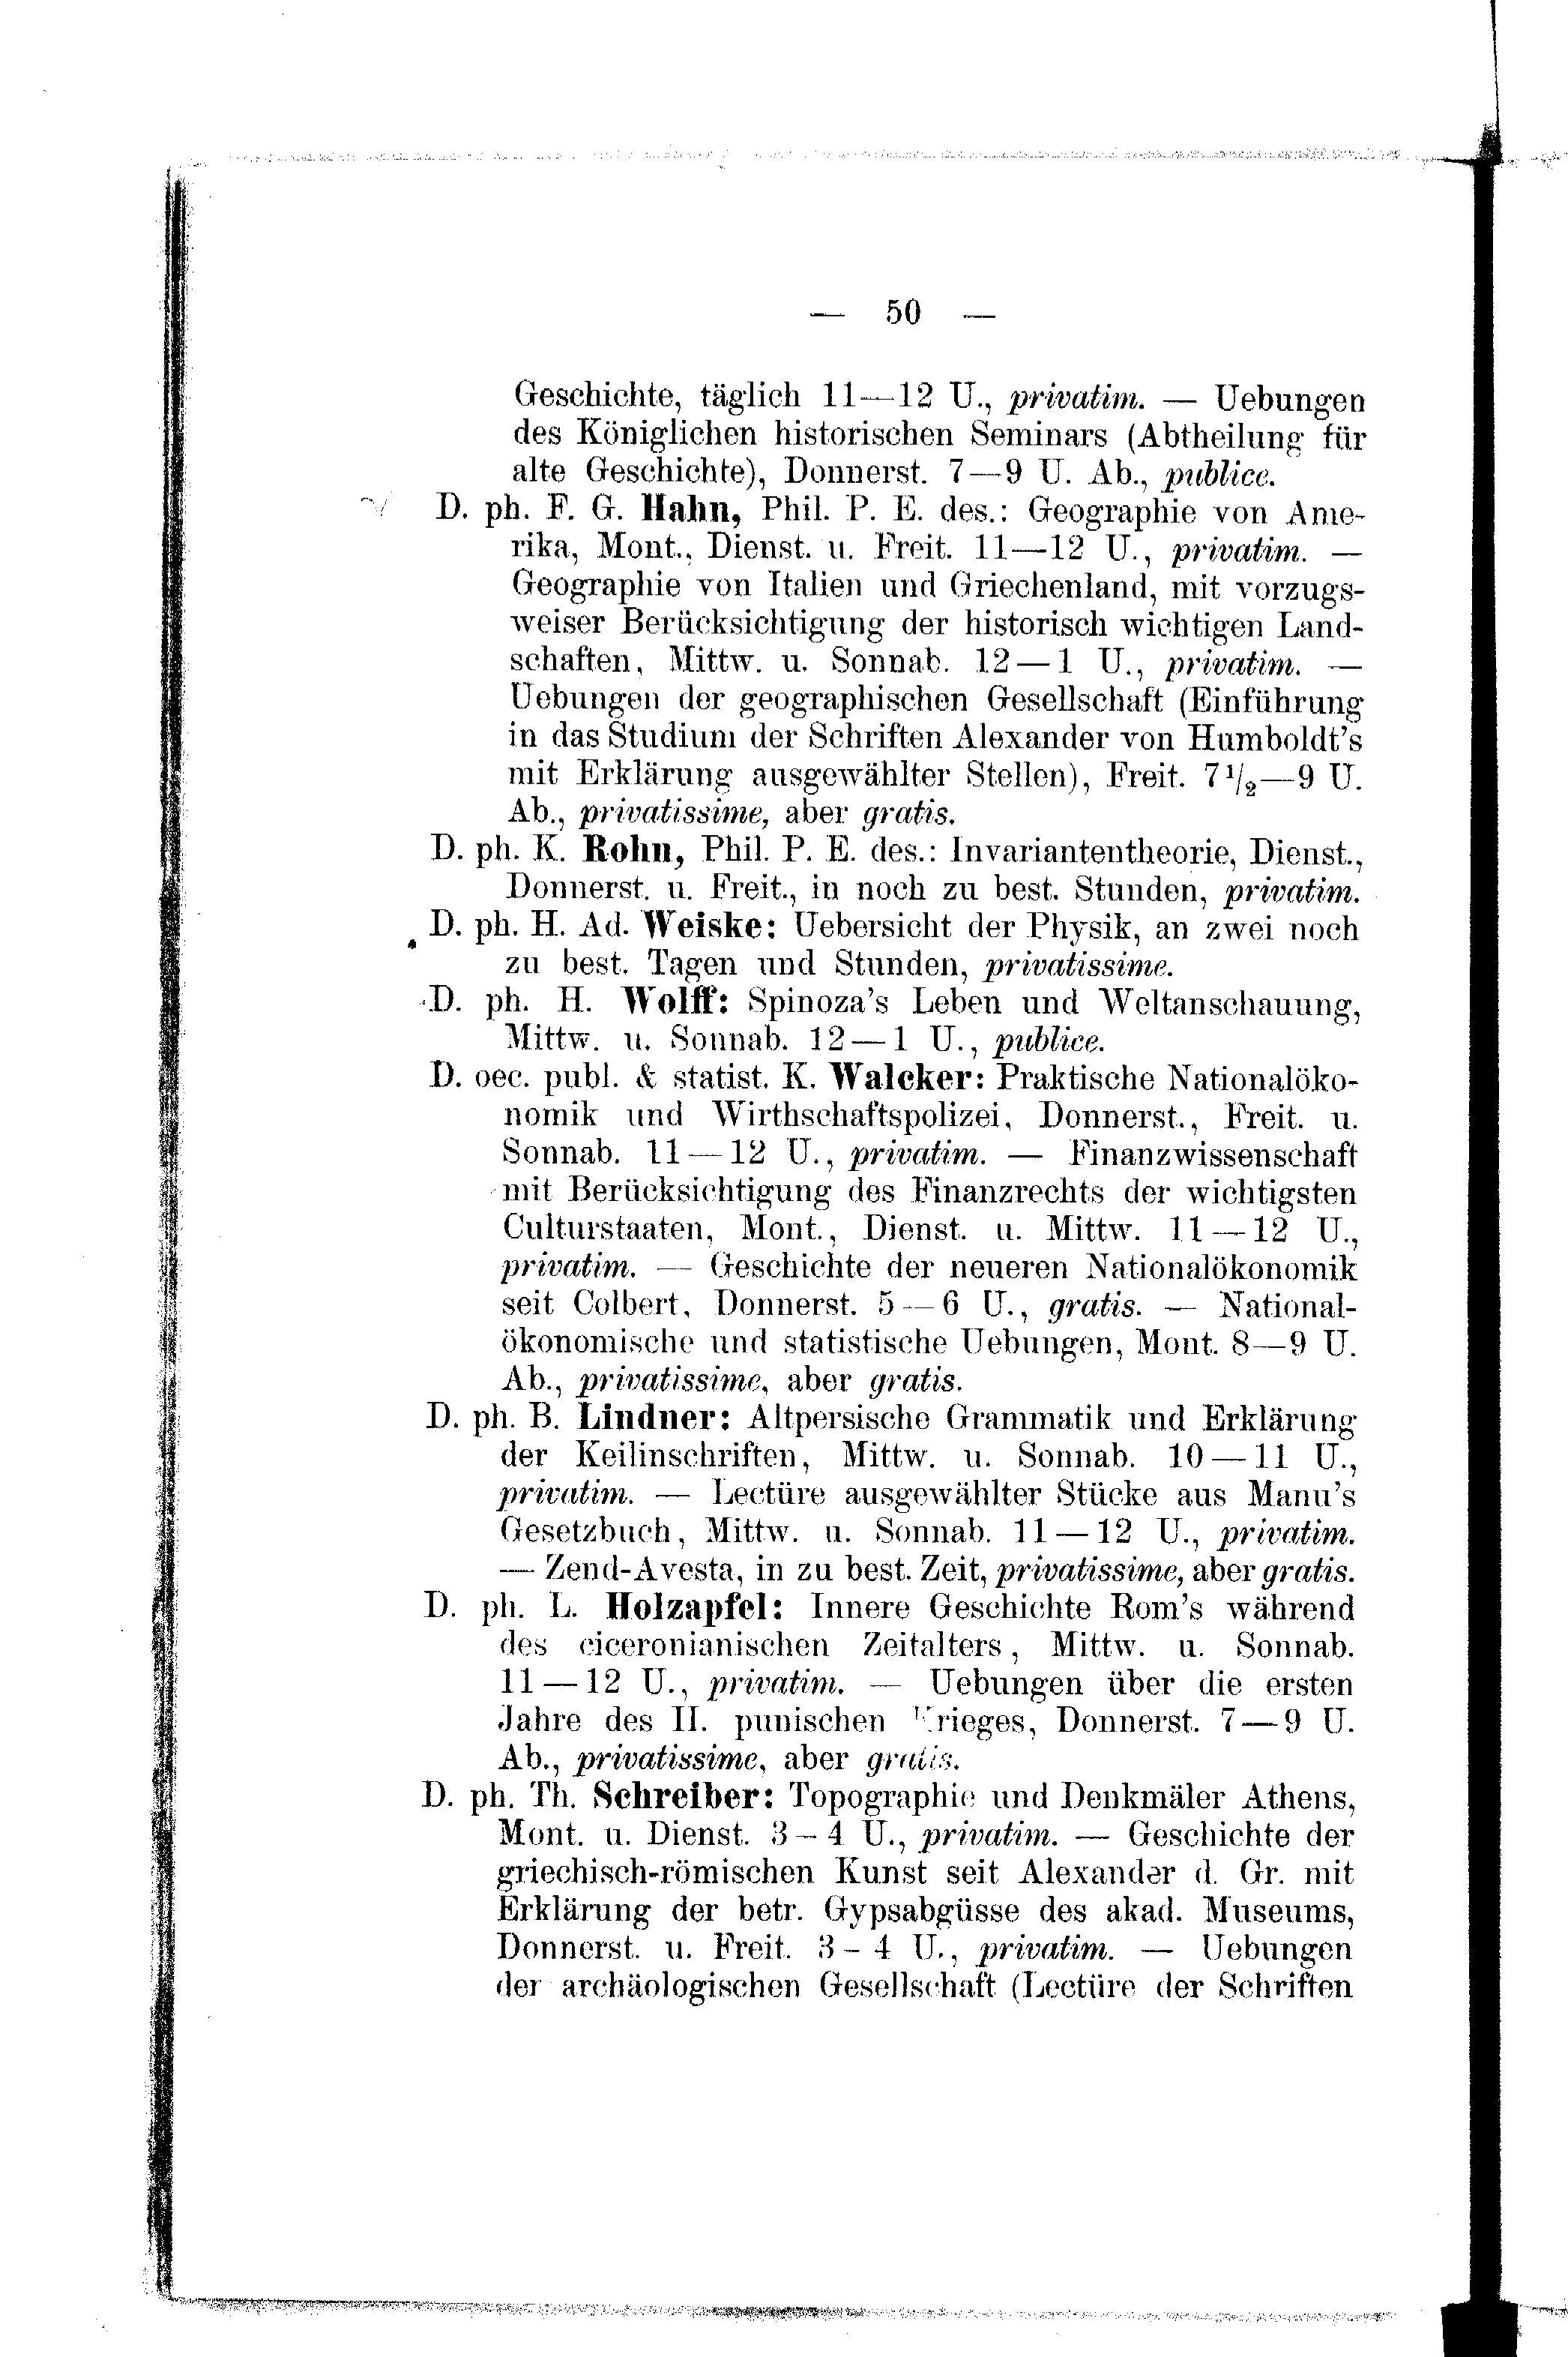 — 50 —
Geschichte, täglich 11—12 U., privatim. — Uebungen
des Königlichen historischen Seminars (Abtheilung für
alte Geschichte), Donnerst. 7—9 U. Ab., publice.
D. ph. F. G. Hahn, Phil. P. E. des.: Geographie von Ame-
rika, Mont., Dienst. u. Freit. 11—12 U., privatim. —
Geographie von Italien und Griechenland, mit vorzugs-
weiser Berücksichtigung der historisch wichtigen Land-
schaften, Mittw. u. Sonnab. 12—1 U., privatim. —
Uebungen der geographischen Gesellschaft (Einführung
in das Studium der Schriften Alexander von Humboldt's
mit Erklärung ausgewählter Stellen), Freit. 7 1/2—9 U.
Ab., privatissime, aber gratis.
D. ph. K. Rohn, Phil. P. E. des.: Invariantentheorie, Dienst.,
Donnerst. u. Freit., in noch zu best. Stunden, privatim.
D. ph. H. Ad. Weiske: Uebersicht der Physik, an zwei noch
zu best. Tagen und Stunden, privatissime.
D. ph. H. Wolff: Spinoza's Leben und Weltanschauung,
Mittw. u. Sonnab. 12—1 U., publice.
D. oec. publ. & statist. K. Walcker: Praktische Nationalöko-
nomik und Wirthschaftspolizei, Donnerst., Freit. u.
Sonnab. 11—12 U., privatim. — Finanzwissenschaft
mit Berücksichtigung des Finanzrechts der wichtigsten
Culturstaaten, Mont., Dienst. u. Mittw. 11—12 U.,
privatim. — Geschichte der neueren Nationalökonomik
seit Colbert, Donnerst. 5—6 U., gratis. — National-
ökonomische und statistische Uebungen, Mont. 8—9 U.
Ab., privatissime, aber gratis.
D. ph. B. Lindner: Altpersische Grammatik und Erklärung
der Keilinschriften, Mittw. u. Sonnab. 10—11 U.,
privatim. — Lectüre ausgewählter Stücke aus Manu's
Gesetzbuch, Mittw. u. Sonnab. 11—12 U., privatim.
— Zend-Avesta, in zu best. Zeit, privatissime, aber gratis.
D. ph. L. Holzapfel: Innere Geschichte Rom's während
des ciceronianischen Zeitalters, Mittw. u. Sonnab.
11—12 U., privatim. — Uebungen über die ersten
Jahre des II. punischen Krieges, Donnerst. 7—9 U.
Ab., privatissime, aber gratis.
D. ph. Th. Schreiber: Topographie und Denkmäler Athens,
Mont. u. Dienst. 3–4 U., privatim. — Geschichte der
griechisch-römischen Kunst seit Alexander d. Gr. mit
Erklärung der betr. Gypsabgüsse des akad. Museums,
Donnerst. u. Freit. 3–4 U., privatim. — Uebungen
der archäologischen Gesellschaft (Lectüre der Schriften